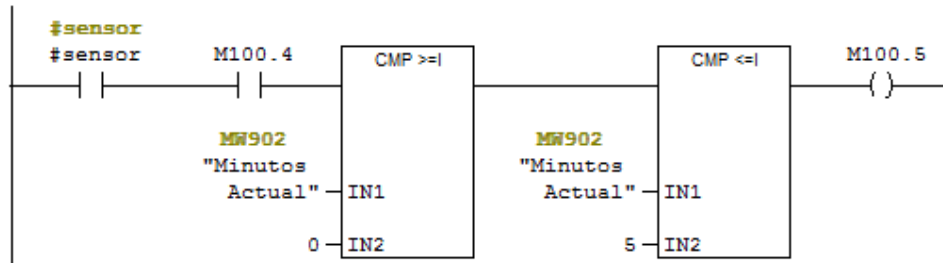 #sensor
#sensor
M100.4
CMP >=I
CMP <=I
M100.5
MW902
"Minutos
Actual"
IN1
0
IN2
MW902
"Minutos
Actual"
IN1
5
IN2